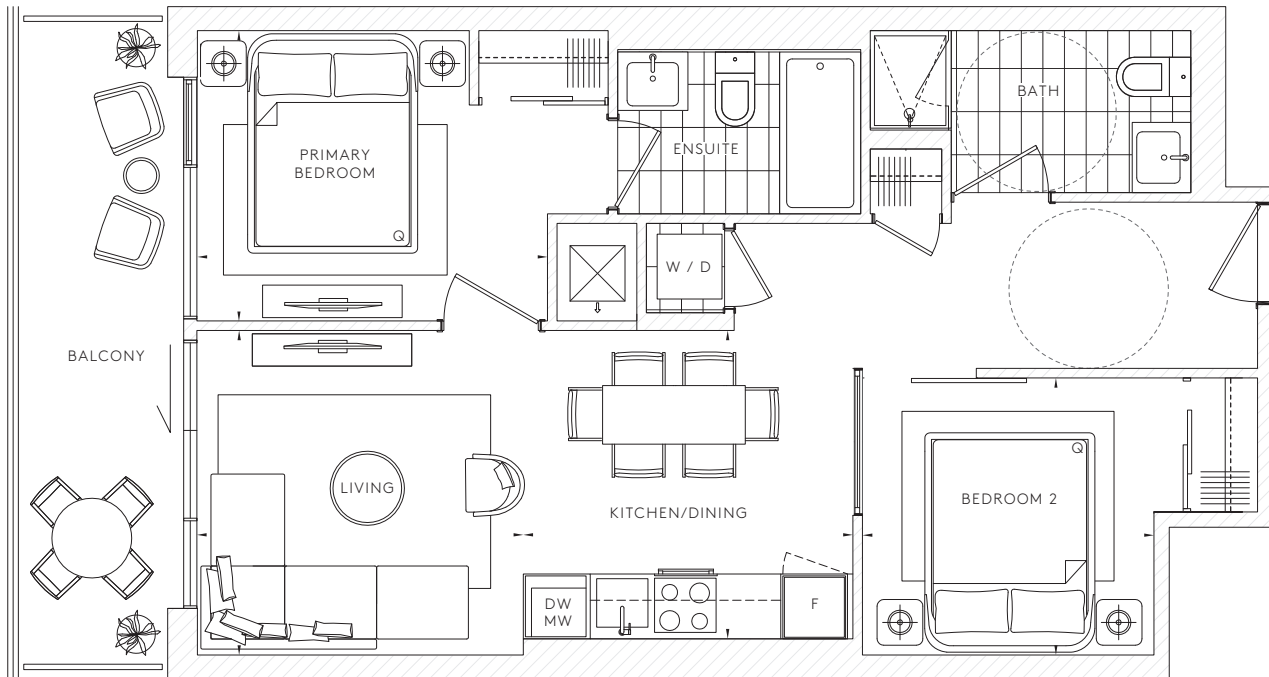 BATH
ENSUITE
PRIMARY
BEDROOM
Q
W / D
BALCONY
LIVING
KITCHEN/DINING
Q
BEDROOM 2
DW
MW
F